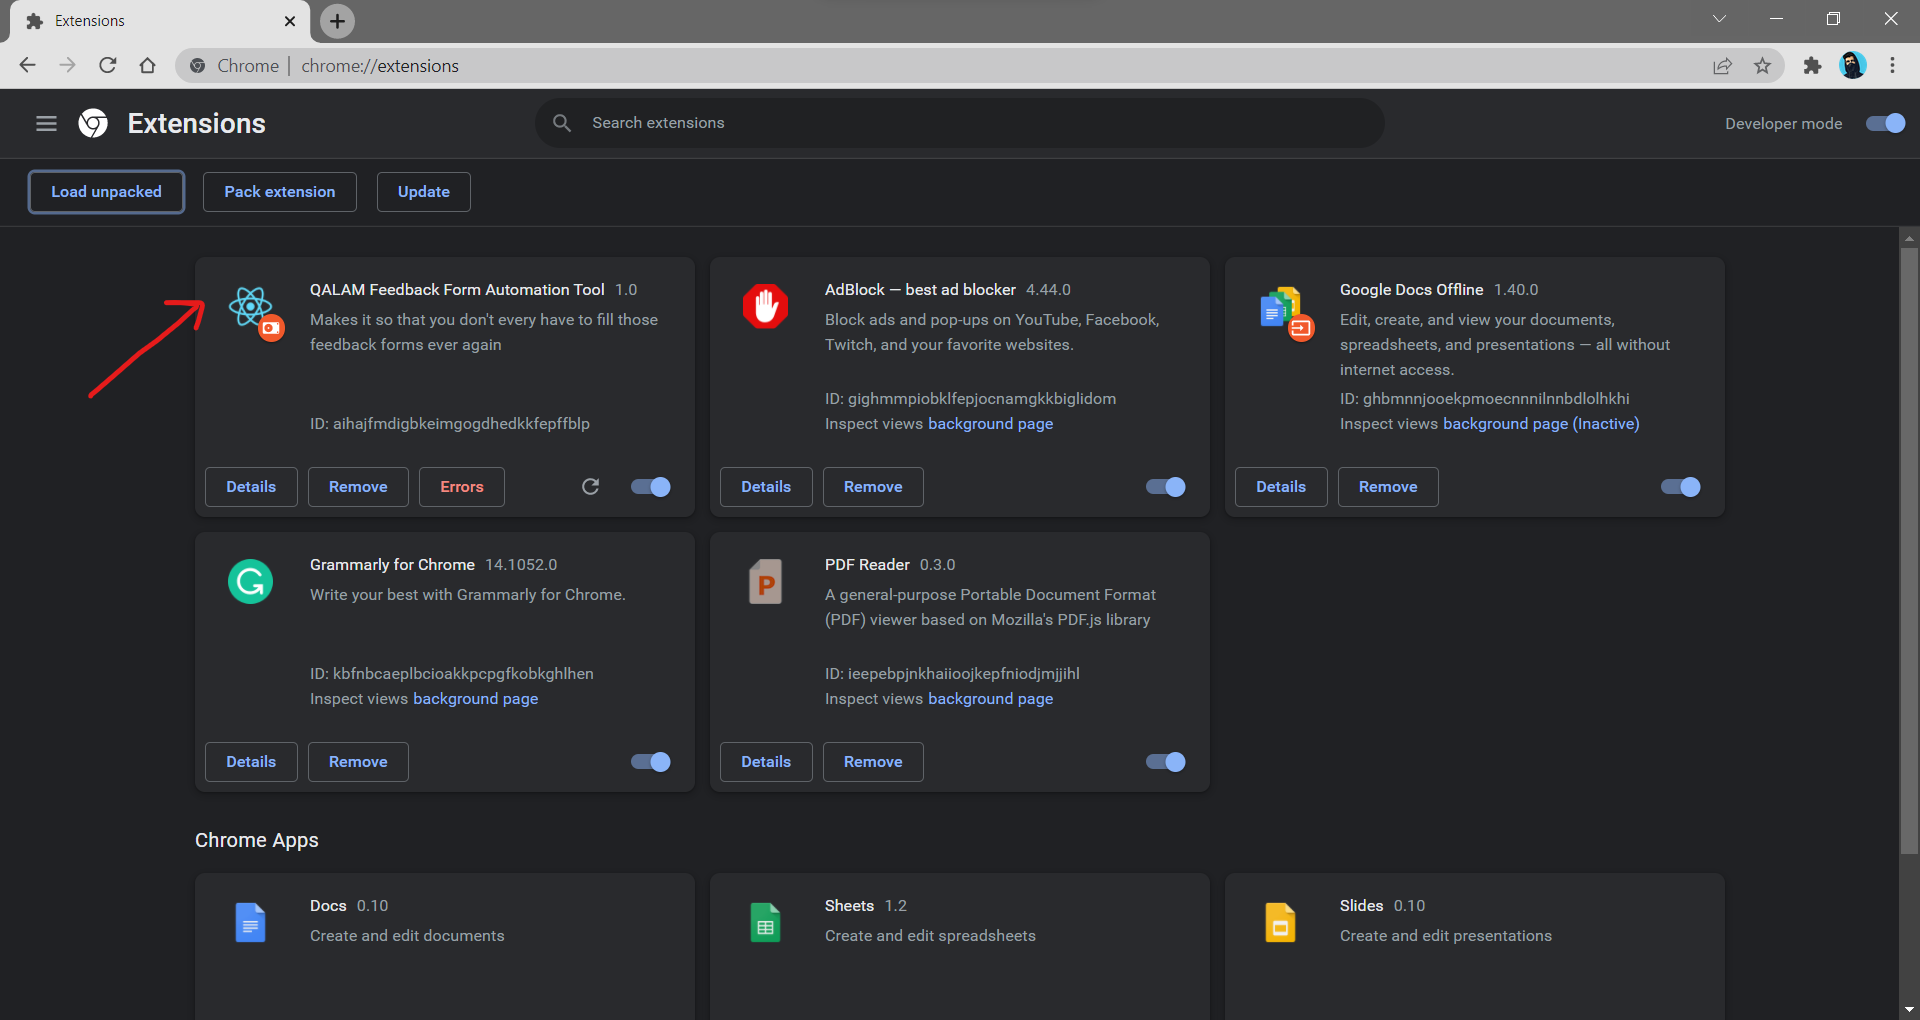 Extensions
Chrome | chrome://extensions
Extensions
Search extensions
Developer mode
Load unpacked
Pack extension
Update
QALAM Feedback Form Automation Tool 1.0
Makes it so that you don't every have to fill those
feedback forms ever again
ID: aihajfmdigbkeimgogdhedkkfepffblp
Details
Remove
Errors
AdBlock — best ad blocker 4.44.0
Block ads and pop-ups on YouTube, Facebook,
Twitch, and your favorite websites.
ID: gighmmpiobklfepjocnamgkkbiglidom
Inspect views background page
Details
Remove
Google Docs Offline 1.40.0
Edit, create, and view your documents,
spreadsheets, and presentations — all without
internet access.
ID: ghbmnnjooekpmoecnnnilnnbdlolhkhi
Inspect views background page (Inactive)
Details
Remove
Grammarly for Chrome 14.1052.0
Write your best with Grammarly for Chrome.
ID: kbfnbcaeplbcioakkpcpgfkobkghlhen
Inspect views background page
Details
Remove
P
PDF Reader 0.3.0
A general-purpose Portable Document Format
(PDF) viewer based on Mozilla's PDF.js library
ID: ieepebpjnkhaiioojkepfniodjmjjihl
Inspect views background page
Details
Remove
Chrome Apps
Docs 0.10
Create and edit documents
Sheets 1.2
Create and edit spreadsheets
Slides 0.10
Create and edit presentations